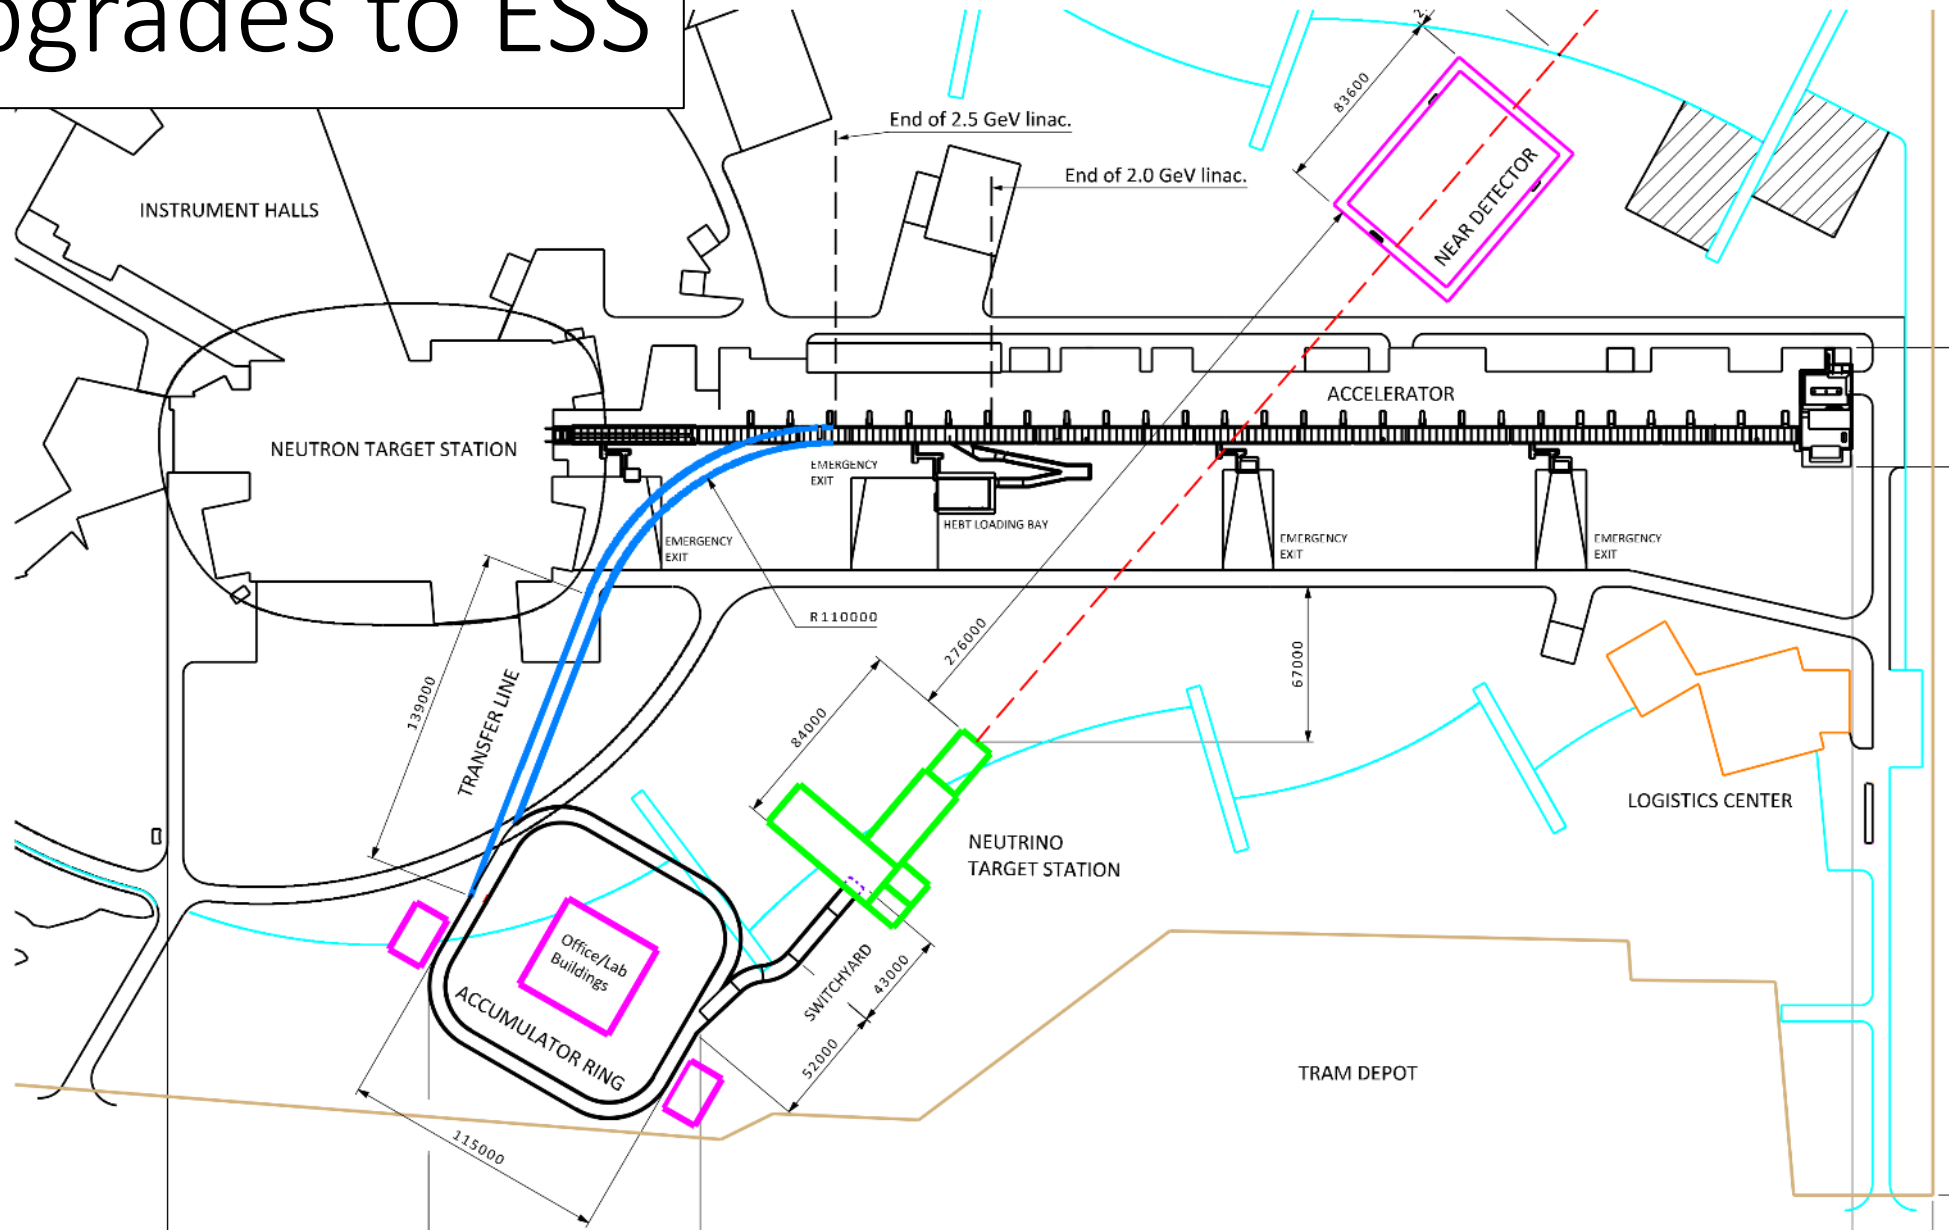 ogrades to ESS
End of 2.5 GeV linac.
End of 2.0 GeV linac.
83600
NEAR DETECTOR
INSTRUMENT HALLS
ACCELERATOR
NEUTRON TARGET STATION
EMERGENCY
EXIT
HEBT LOADING BAY
EMERGENCY
EXIT
EMERGENCY
EXIT
EMERGENCY
EXIT
R110000
276000
67000
139000
TRANSFER LINE
84000
LOGISTICS CENTER
NEUTRINO
TARGET STATION
Office/Lab
Buildings
ACCUMULATOR RING
SWITCHYARD
43000
52000
TRAM DEPOT
115000